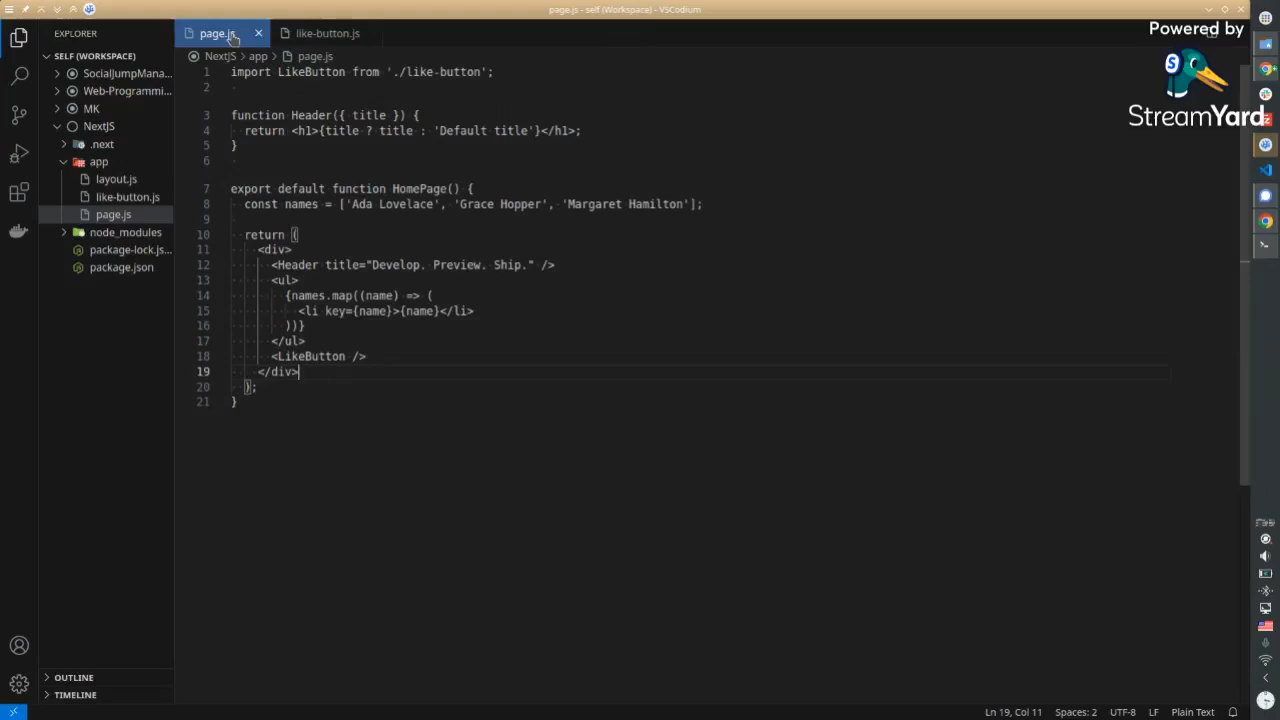 page.js - self (Workspace) - VSCodium
EXPLORER
page.js
like-button.js
Powered by
StreamYard
SELF (WORKSPACE)
SocialJumpMana...
Web-Programmi...
MK
NextJS
.next
app
layout.js
like-button.js
page.js
node_modules
package-lock.js...
package.json
OUTLINE
TIMELINE
NextJS > app > page.js
1 import LikeButton from './like-button';
2
3 function Header({ title }) {
4 return <h1>{title ? title : 'Default title'}</h1>;
5 }
6
7 export default function HomePage() {
8 const names = ['Ada Lovelace', 'Grace Hopper', 'Margaret Hamilton'];
9
10 return (
11 <div>
12 <Header title="Develop. Preview. Ship." />
13 <ul>
14 {names.map((name) => (
15 <li key={name}>{name}</li>
16 ))}
17 </ul>
18 <LikeButton />
19 </div>
20 );
21 }
Ln 19, Col 11
Spaces: 2
UTF-8
LF
Plain Text